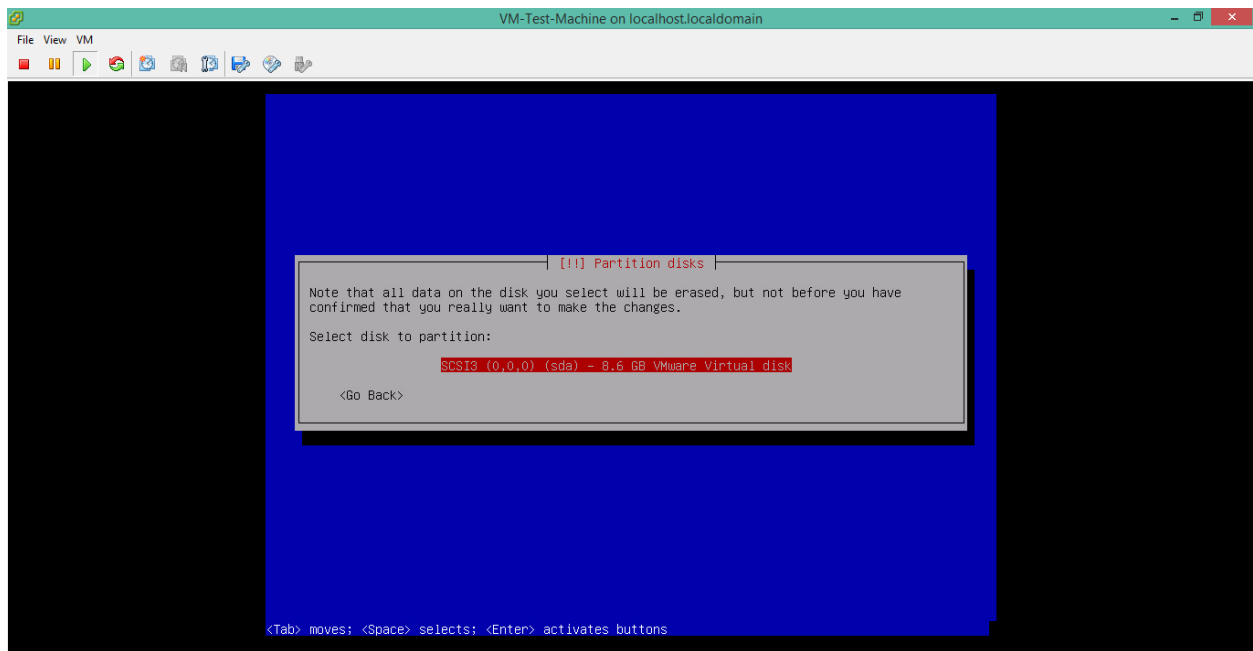 VM-Test-Machine on localhost.localdomain
File View VM
[!!] Partition disks
Note that all data on the disk you select will be erased, but not before you have
confirmed that you really want to make the changes.
Select disk to partition:
SCSI3 (0,0,0) (sda) - 8.6 GB VMware Virtual disk
<Go Back>
<Tab> moves; <Space> selects; <Enter> activates buttons